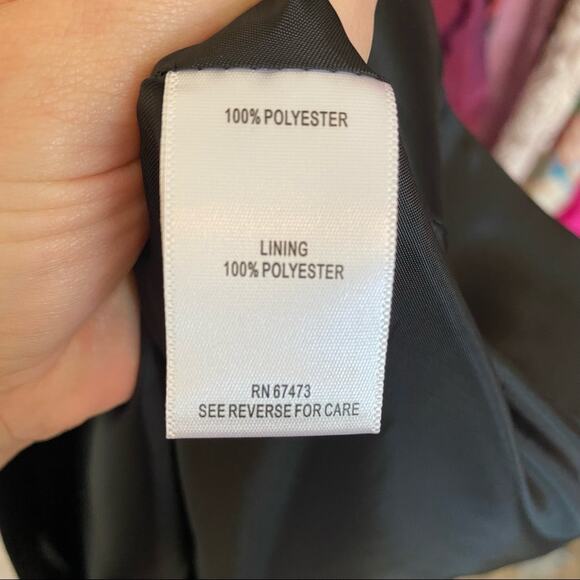 100% POLYESTER
LINING
100% POLYESTER
RN 67473
SEE REVERSE FOR CARE